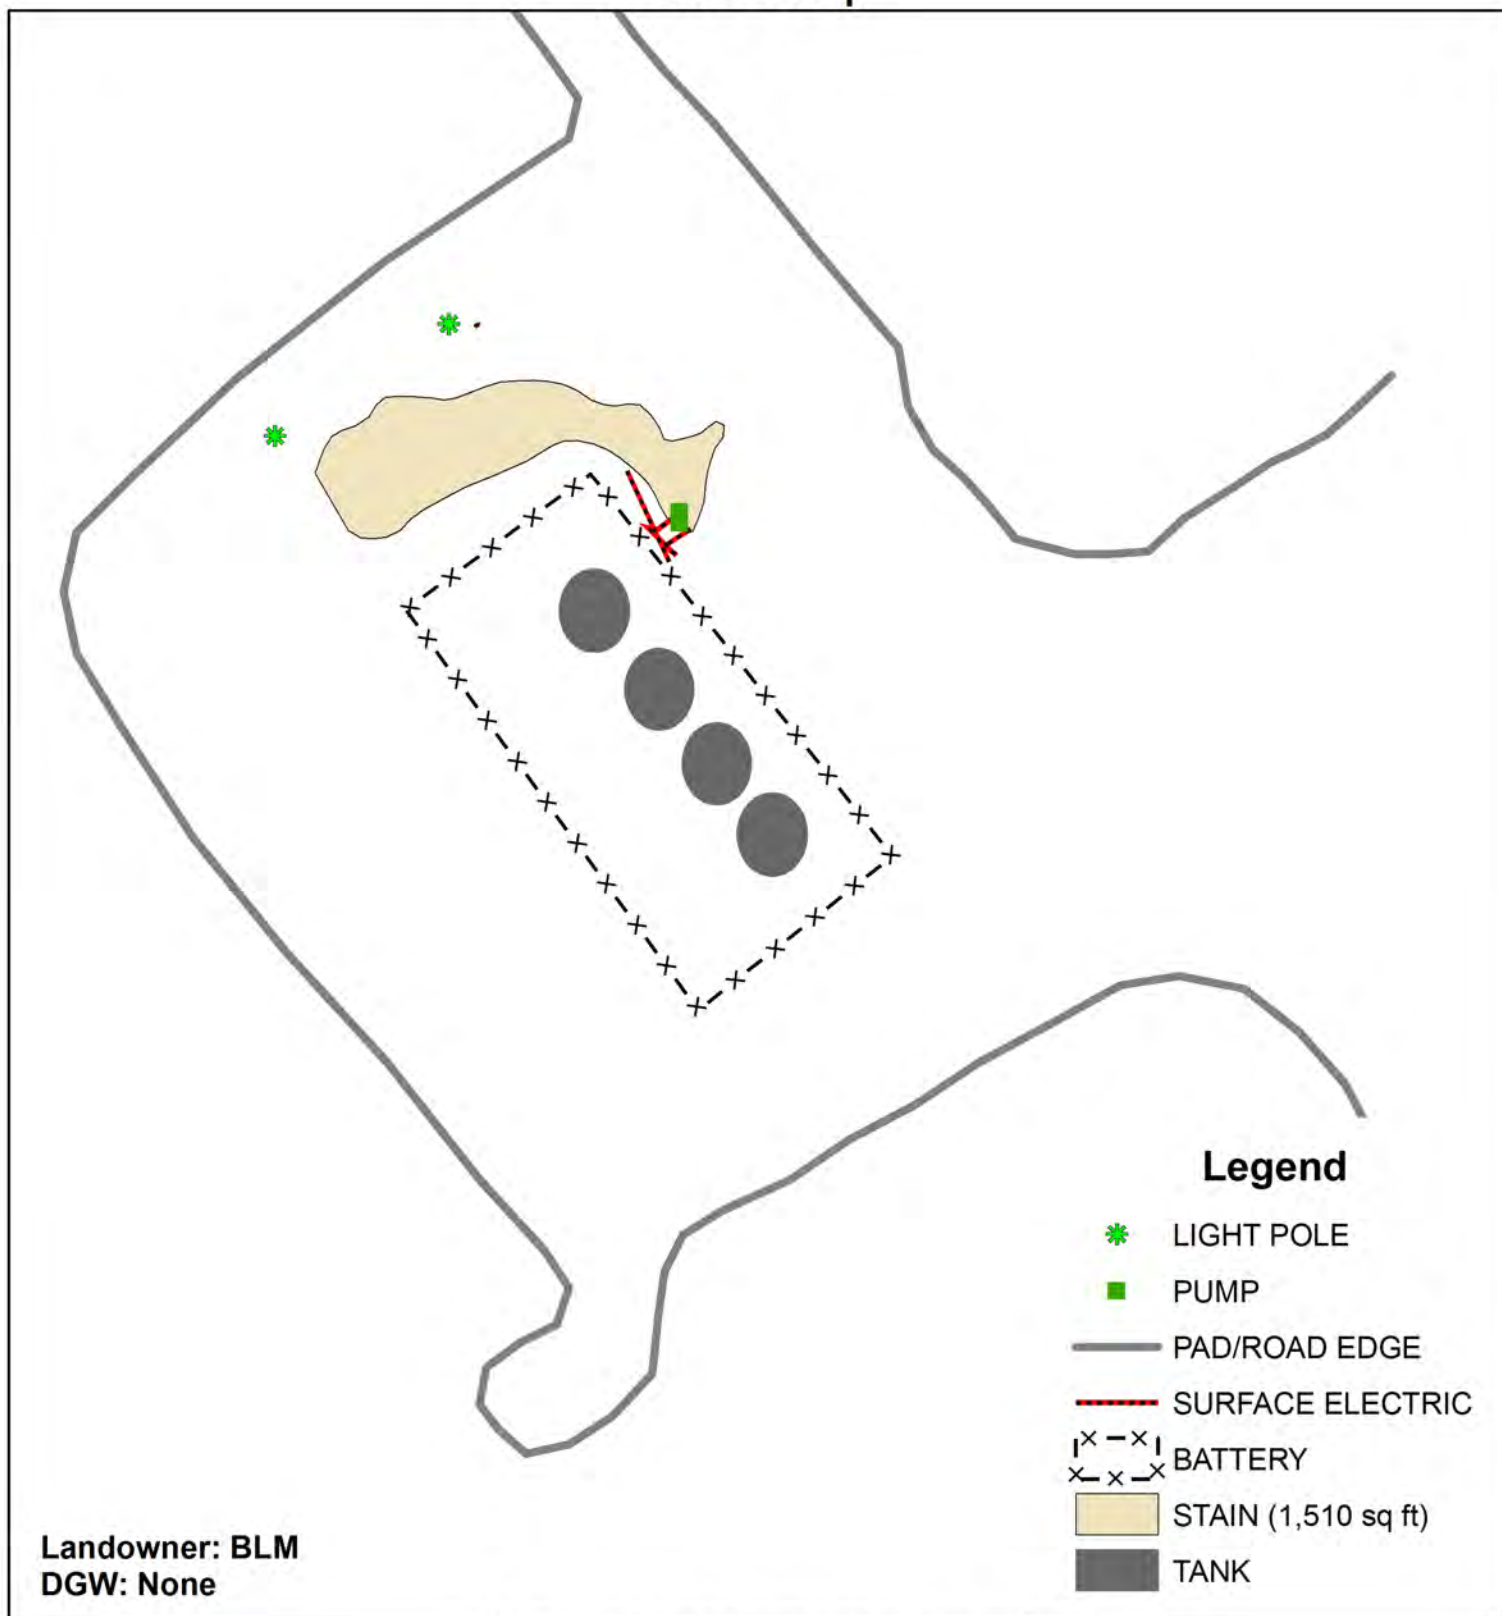 Legend
LIGHT POLE
PUMP
PAD/ROAD EDGE
SURFACE ELECTRIC
BATTERY
STAIN (1,510 sq ft)
TANK
Landowner: BLM
DGW: None